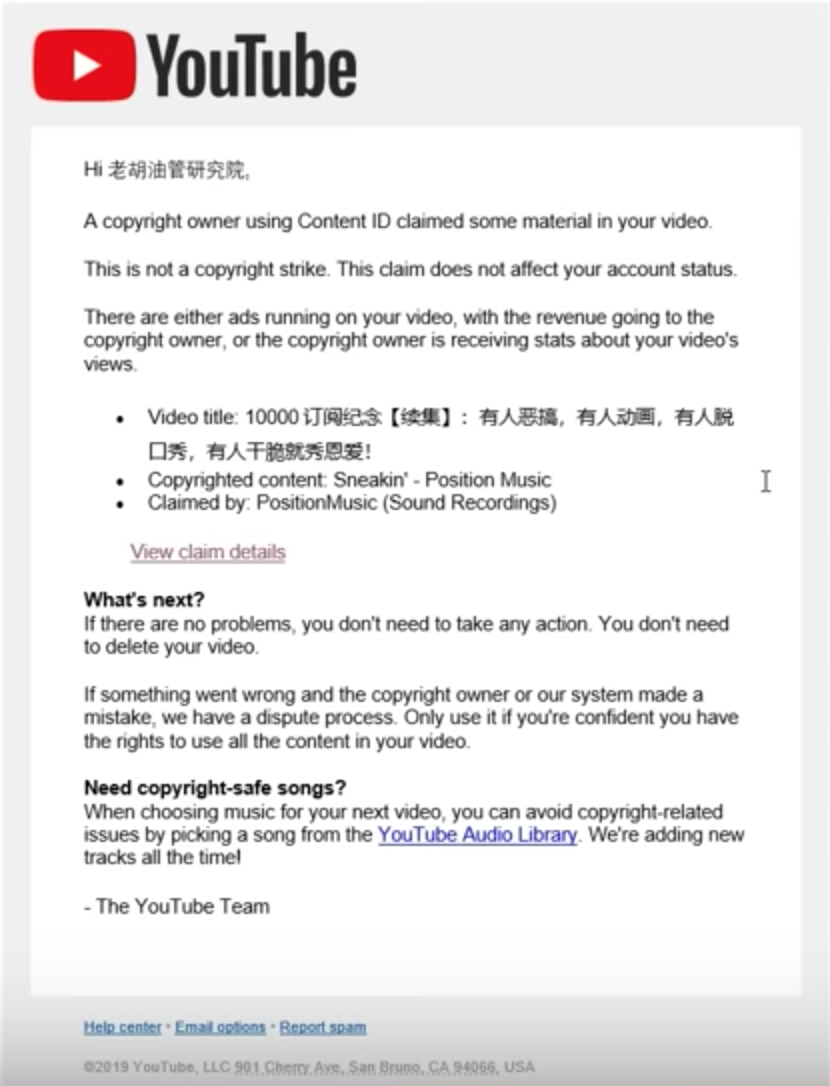 YouTube
Hi 老胡油管研究院,
A copyright owner using Content ID claimed some material in your video.
This is not a copyright strike. This claim does not affect your account status.
There are either ads running on your video, with the revenue going to the
copyright owner, or the copyright owner is receiving stats about your video's
views.
• Video title: 10000 订阅纪念【续集】：有人恶搞，有人动画，有人脱
口秀，有人干脆就秀恩爱！
• Copyrighted content: Sneakin' - Position Music
• Claimed by: PositionMusic (Sound Recordings)
View claim details
What's next?
If there are no problems, you don't need to take any action. You don't need
to delete your video.
If something went wrong and the copyright owner or our system made a
mistake, we have a dispute process. Only use it if you're confident you have
the rights to use all the content in your video.
Need copyright-safe songs?
When choosing music for your next video, you can avoid copyright-related
issues by picking a song from the YouTube Audio Library. We're adding new
tracks all the time!
- The YouTube Team
Help center • Email options • Report spam
©2019 YouTube, LLC 901 Cherry Ave, San Bruno, CA 94066, USA